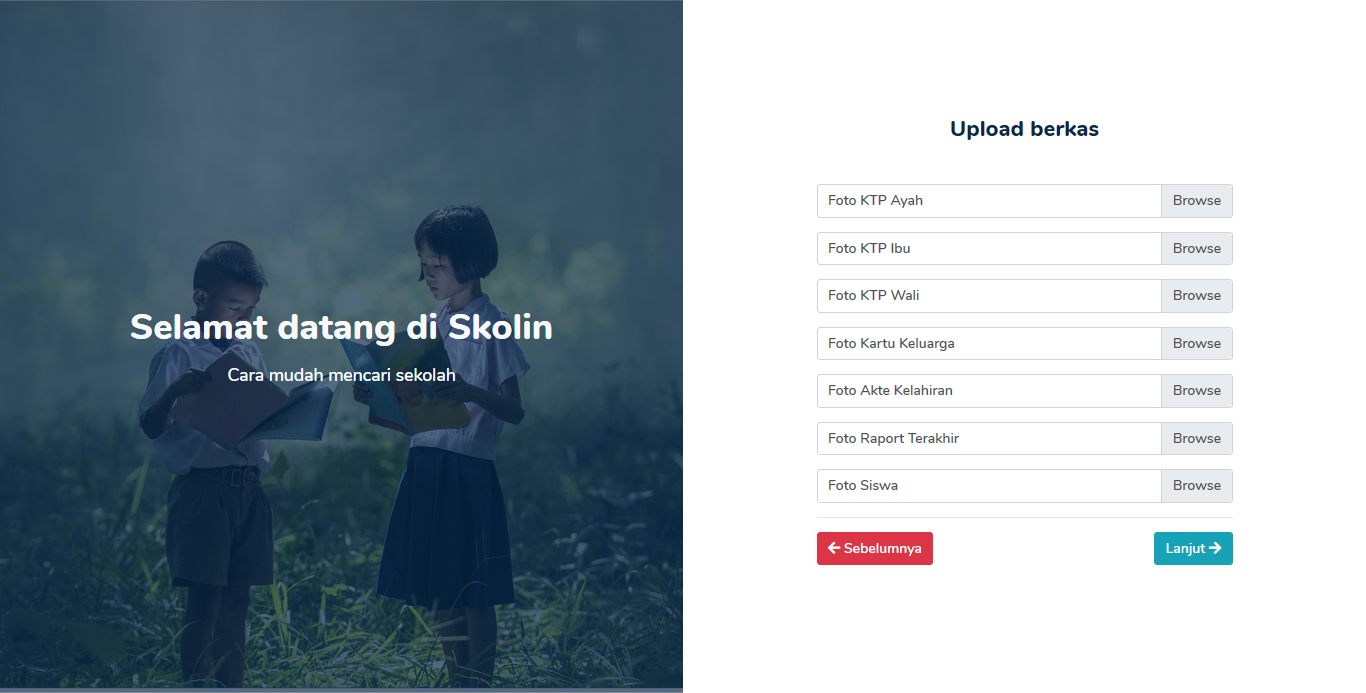 Selamat datang di Skolin
Cara mudah mencari sekolah
Upload berkas
Foto KTP Ayah Browse
Foto KTP Ibu Browse
Foto KTP Wali Browse
Foto Kartu Keluarga Browse
Foto Akte Kelahiran Browse
Foto Raport Terakhir Browse
Foto Siswa Browse
Sebelumnya Lanjut